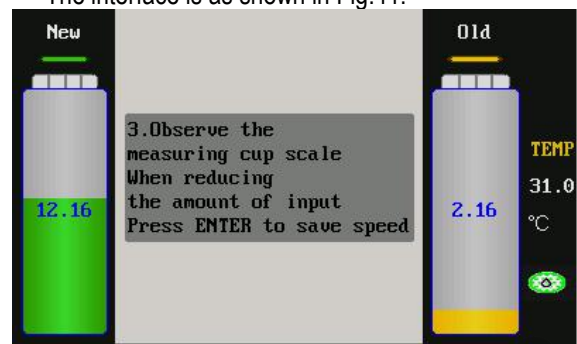 The interface is as shown in Fig.11.
New
Old
3.Observe the
measuring cup scale
When reducing
the amount of input
Press ENTER to save speed
12.16
2.16
TEMP
31.0
°C